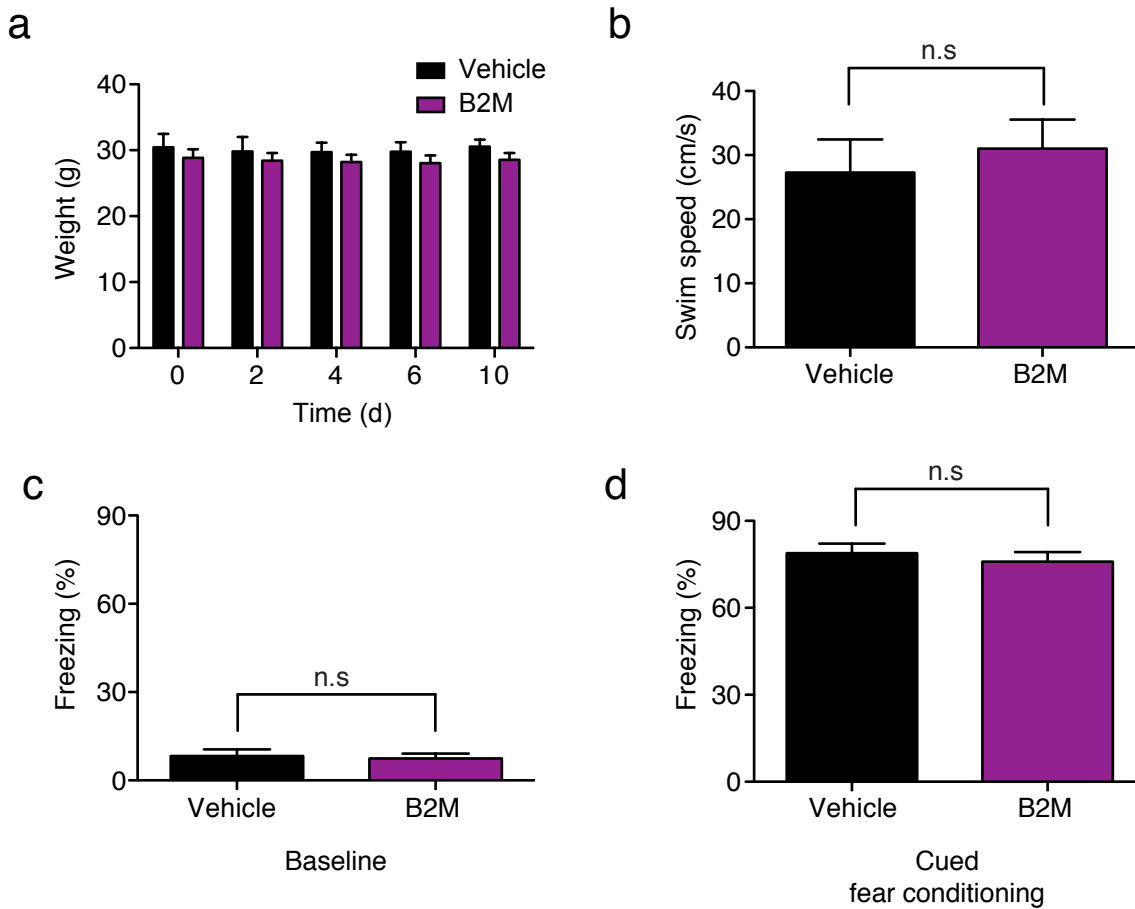 a
Vehicle
B2M
40
30
20
10
0
Weight (g)
0 2 4 6 10
Time (d)
b
n.s
40
30
20
10
0
Swim speed (cm/s)
Vehicle B2M
c
90
60
30
0
Freezing (%)
n.s
Vehicle B2M
Baseline
d
n.s
90
60
30
0
Freezing (%)
Vehicle B2M
Cued
fear conditioning